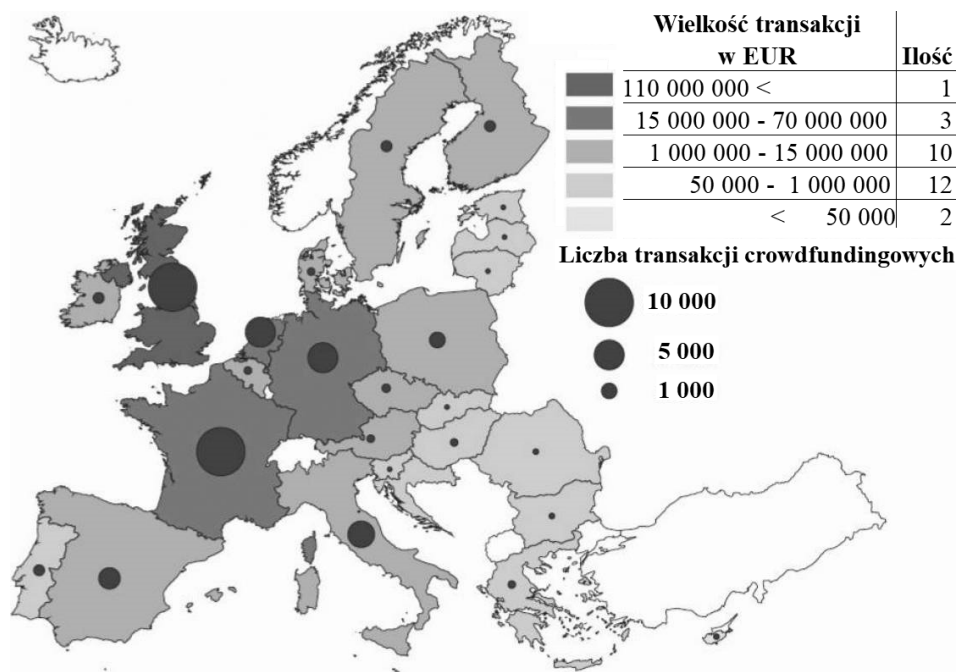 Wielkość transakcji
w EUR Ilość
110 000 000 < 1
15 000 000 - 70 000 000 3
1 000 000 - 15 000 000 10
50 000 - 1 000 000 12
< 50 000 2
Liczba transakcji crowdfundingowych
10 000
5 000
1 000